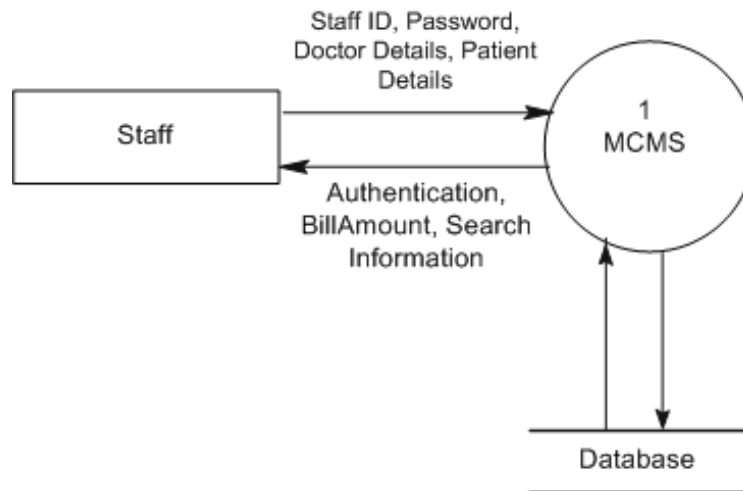 Staff ID, Password,
Doctor Details, Patient
Details
Staff
1
MCMS
Authentication,
BillAmount, Search
Information
Database